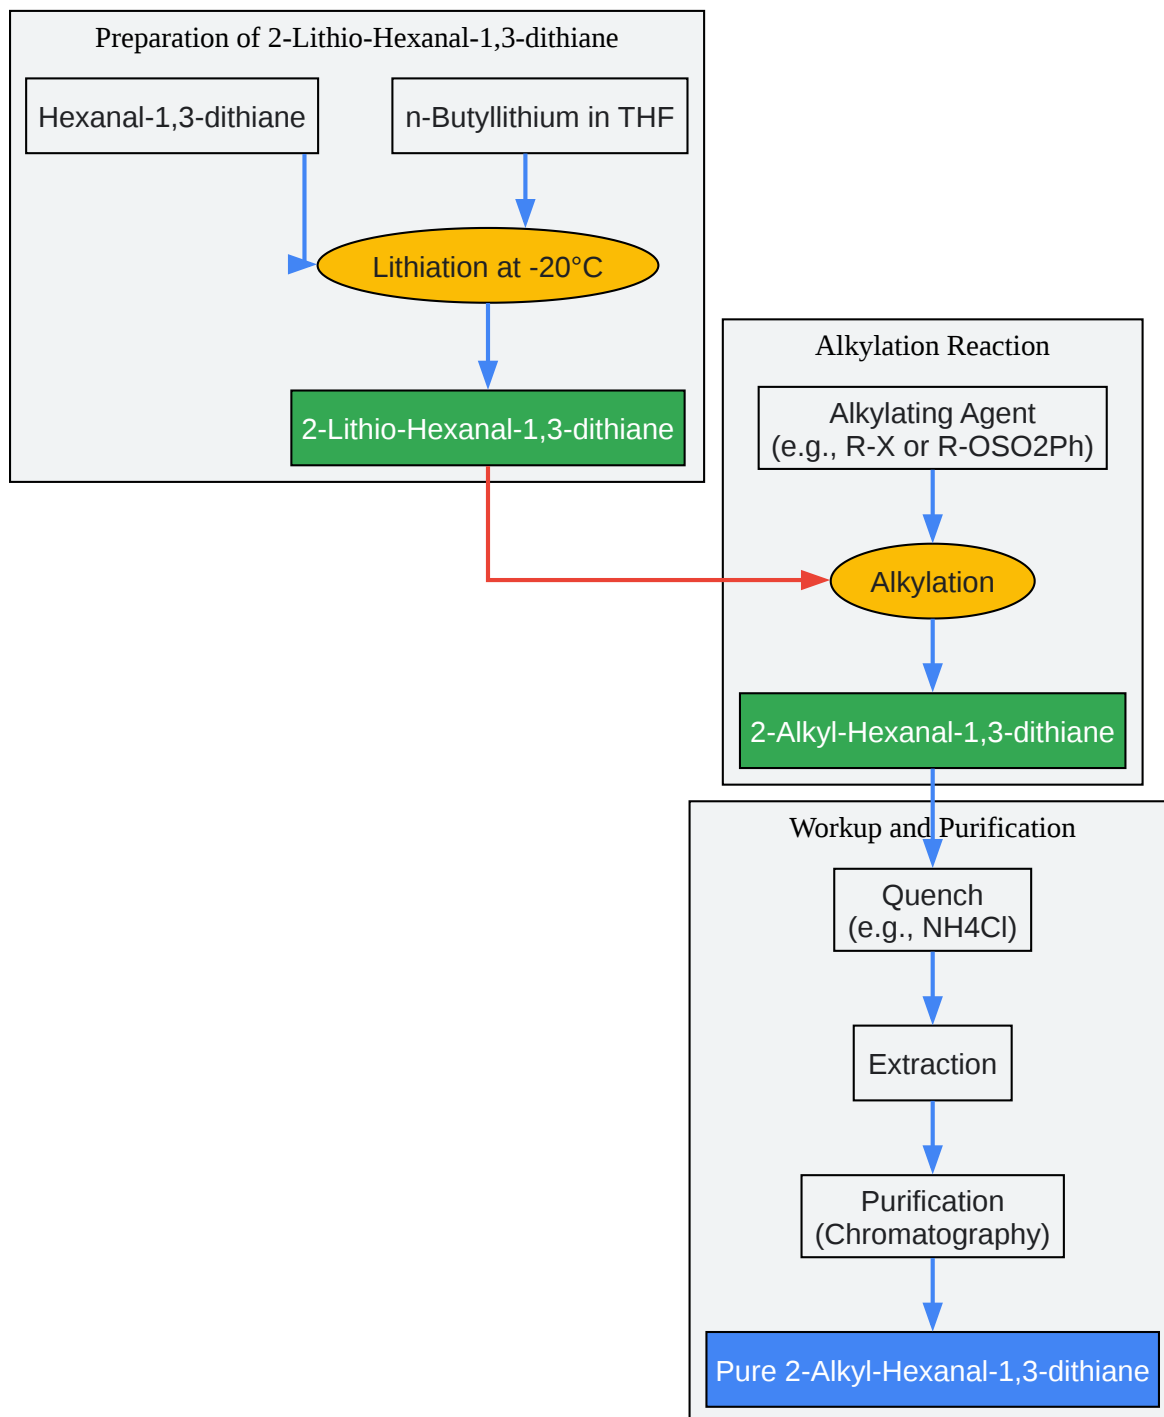 Preparation of 2-Lithio-Hexanal-1,3-dithiane
Hexanal-1,3-dithiane
n-Butyllithium in THF
Lithiation at -20°C
2-Lithio-Hexanal-1,3-dithiane
Alkylation Reaction
Alkylating Agent
(e.g., R-X or R-OSO2Ph)
Alkylation
2-Alkyl-Hexanal-1,3-dithiane
Workup and Purification
Quench
(e.g., NH4Cl)
Extraction
Purification
(Chromatography)
Pure 2-Alkyl-Hexanal-1,3-dithiane